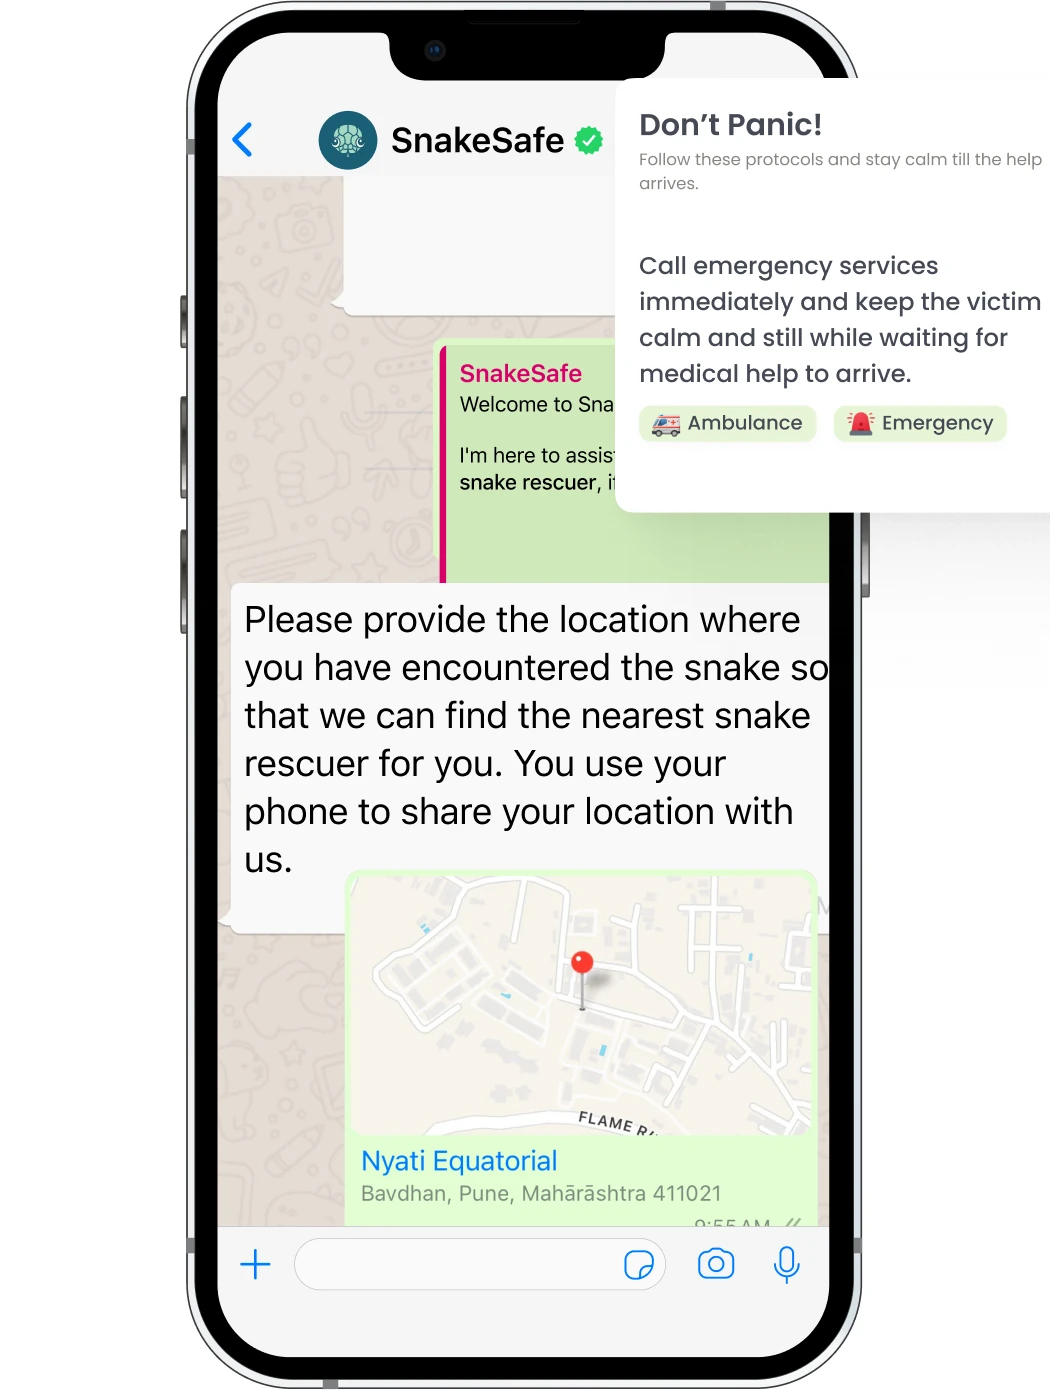 SnakeSafe
Don’t Panic!
Follow these protocols and stay calm till the help
arrives.
Call emergency services
immediately and keep the victim
calm and still while waiting for
medical help to arrive.
🚑 Ambulance 🚨 Emergency
SnakeSafe
Welcome to
I'm here to
snake rescuer,
Please provide the location where
you have encountered the snake so
that we can find the nearest snake
rescuer for you. You use your
phone to share your location with
us.
FLAME
Nyati Equatorial
Bavdhan, Pune, Mahārāshtra 411021
9:55 AM